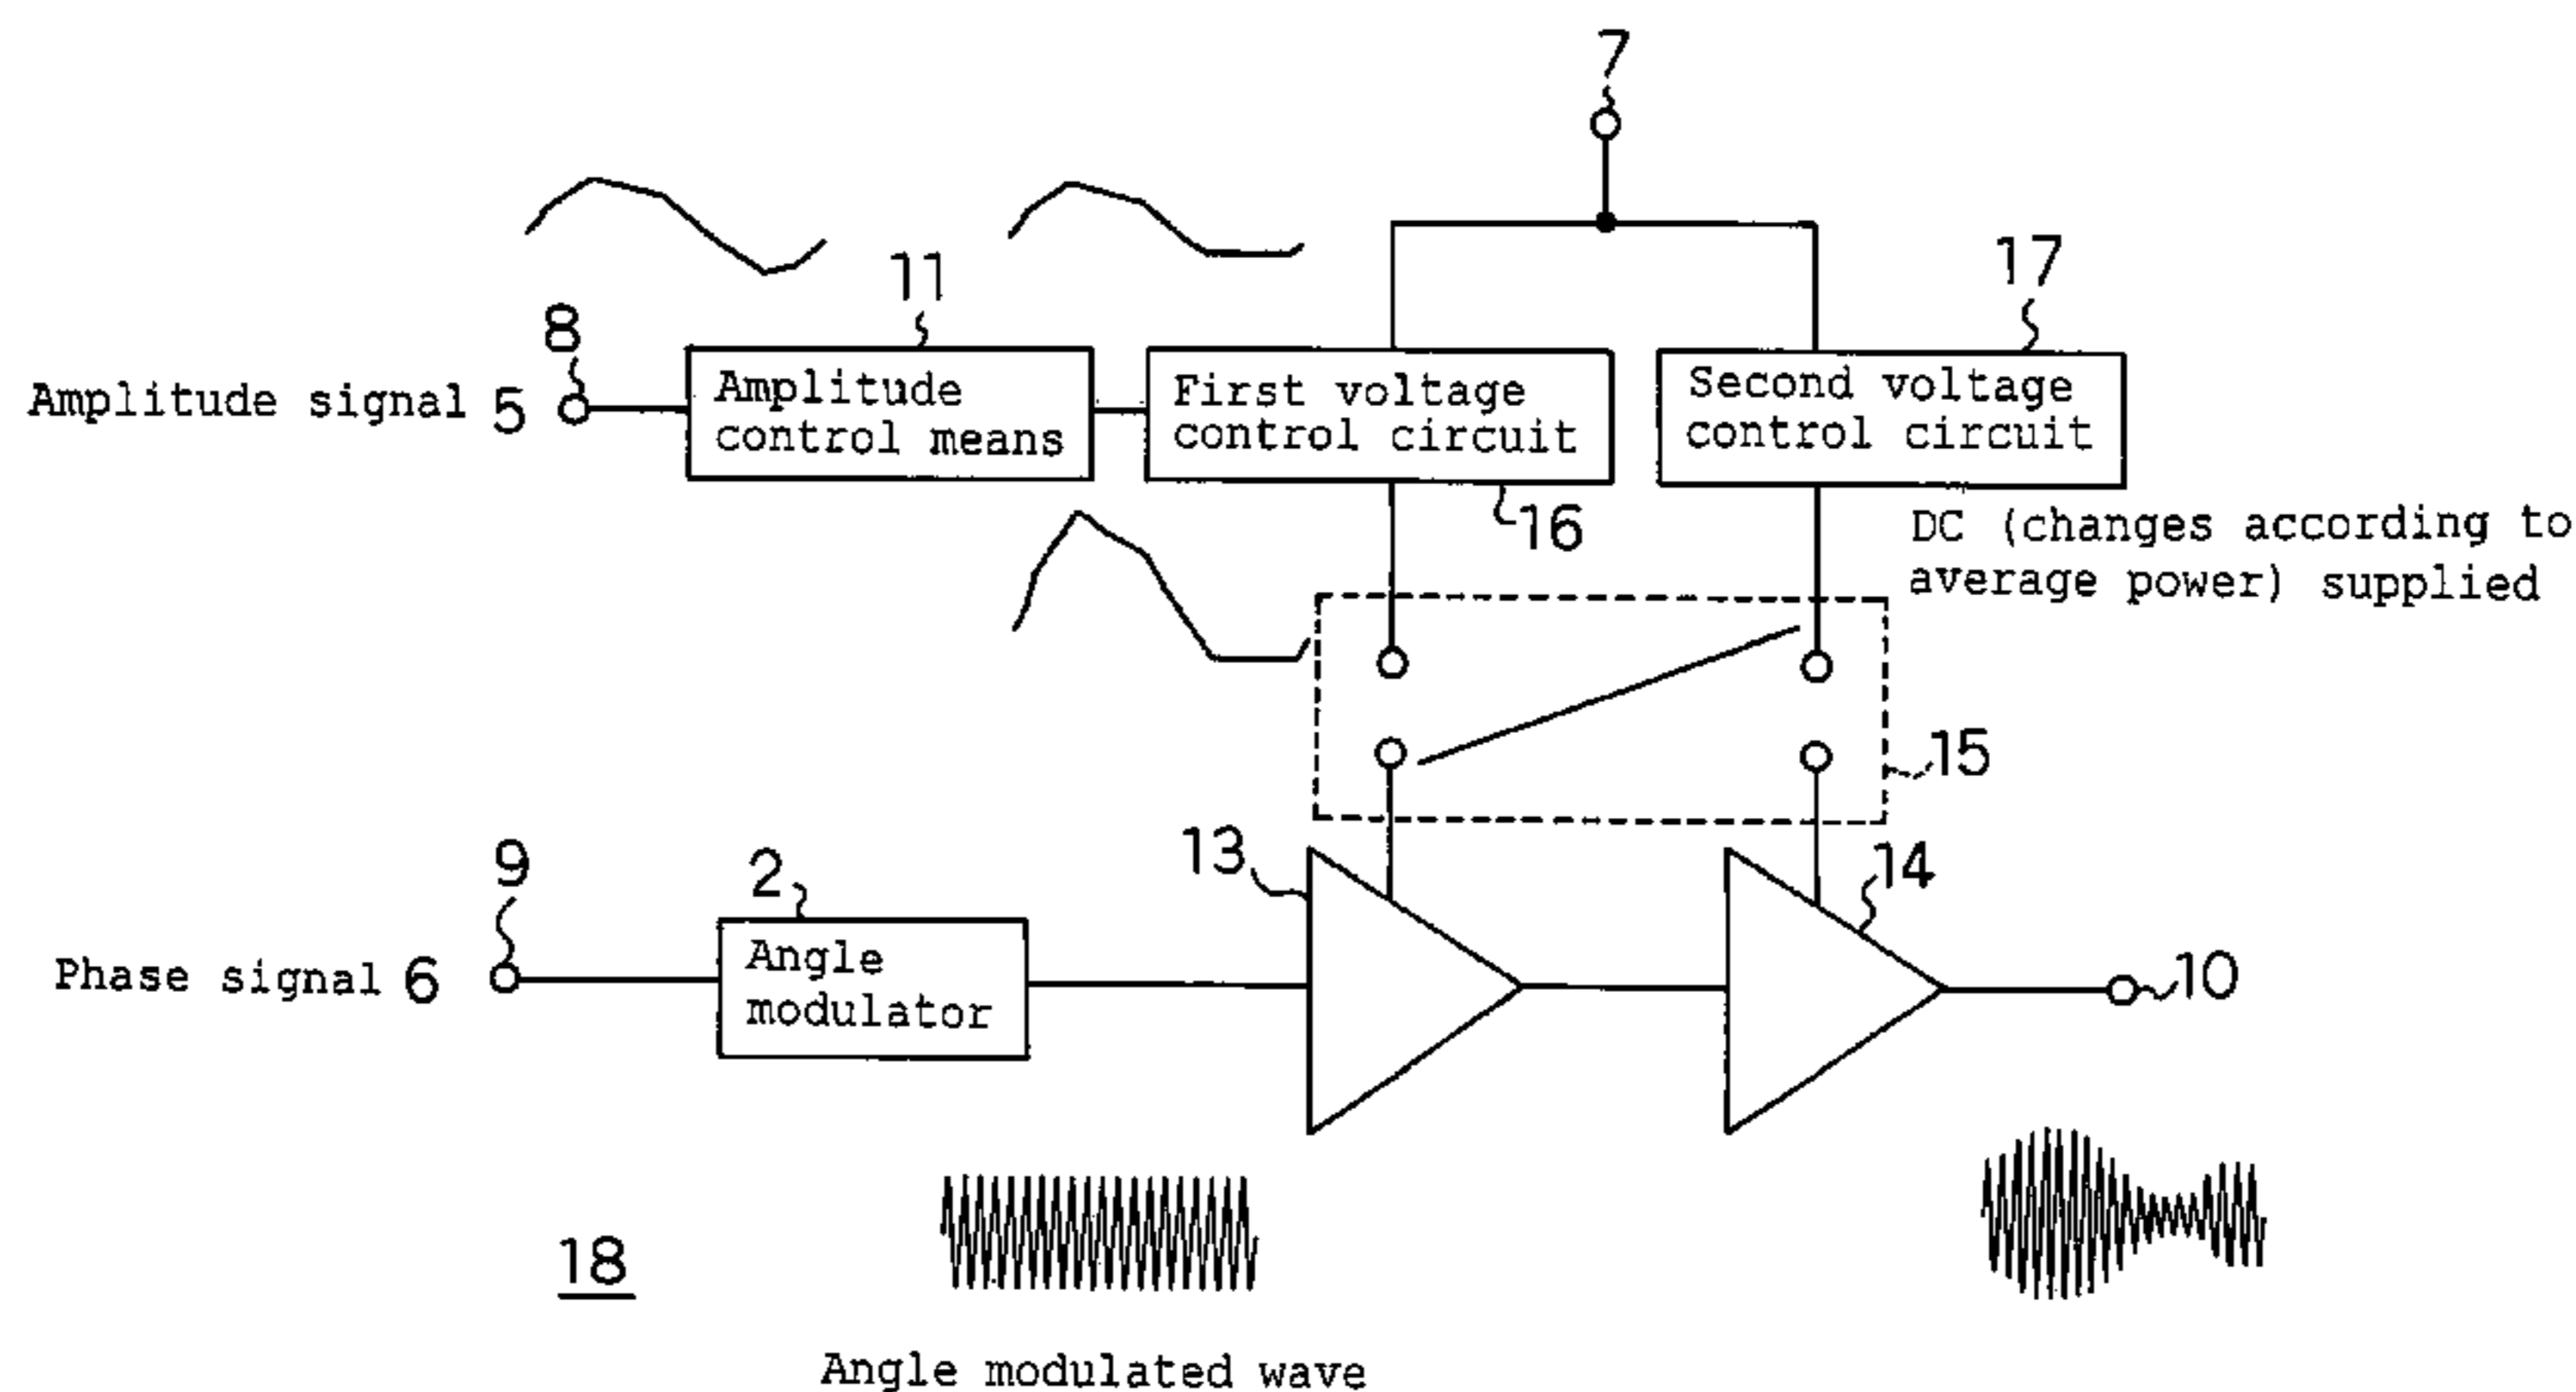 7
17
11
8
Amplitude signal 5
Amplitude
control means
First voltage
control circuit
Second voltage
control circuit
16
DC (changes according to
average power) supplied
15
13
14
9
2
Phase signal 6
Angle
modulator
10
18
Angle modulated wave